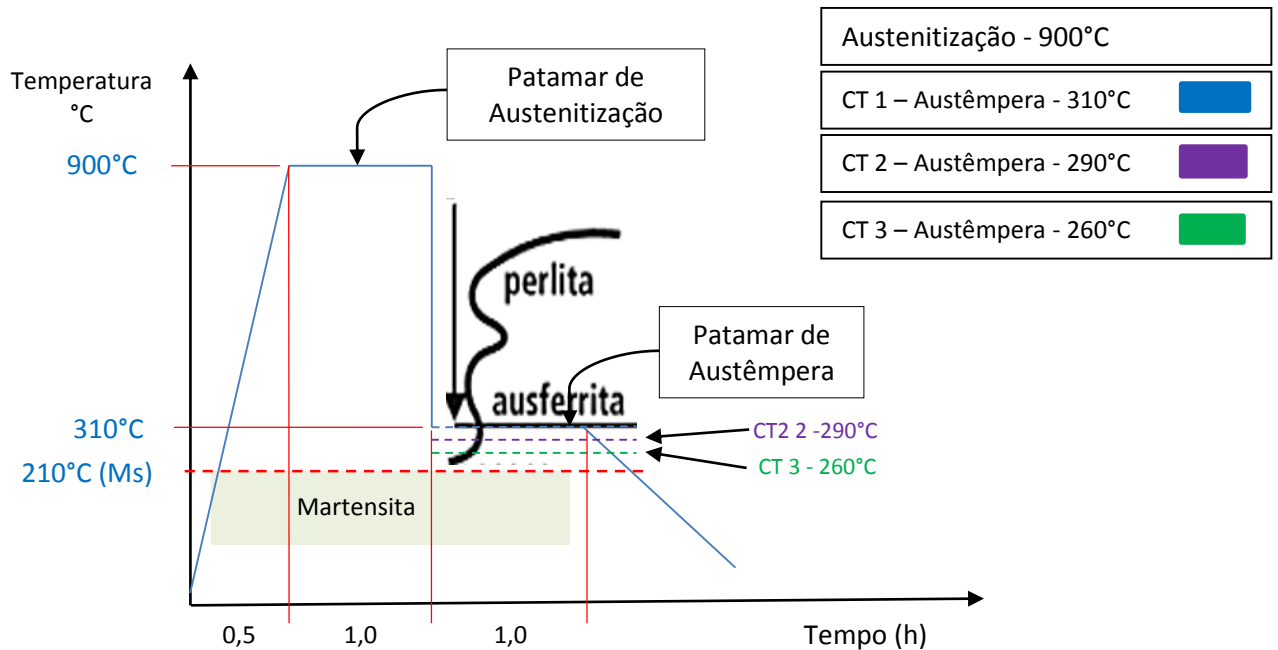 Temperatura
°C
Patamar de
Austenitização
Austenitização - 900°C
CT 1 – Austêmpera - 310°C
CT 2 – Austêmpera - 290°C
CT 3 – Austêmpera - 260°C
900°C
perlita
Patamar de
Austêmpera
ausferrita
310°C
CT2 2 -290°C
CT 3 - 260°C
210°C (Ms)
Martensita
0,5
1,0
1,0
Tempo (h)